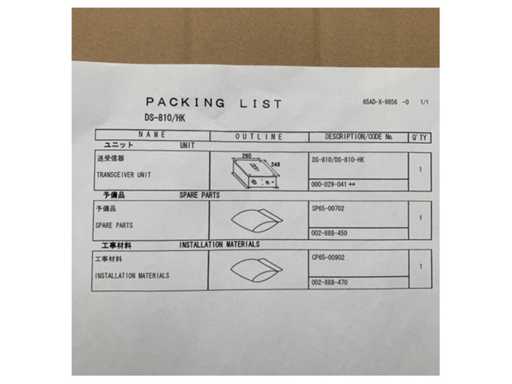 PACKING LIST 65AD-X-9856 -0 1/1
DS-810/HK
NAME OUTLINE DESCRIPTION/CODE No. Q'TY
ユニット UNIT
送受信器 260 348 DS-810/DS-810-HK 1
TRANSCEIVER UNIT 000-029-041 **
予備品 SPARE PARTS
予備品 SP65-00702 1
SPARE PARTS 002-888-450
工事材料 INSTALLATION MATERIALS
工事材料 CP65-00902 1
INSTALLATION MATERIALS 002-888-470